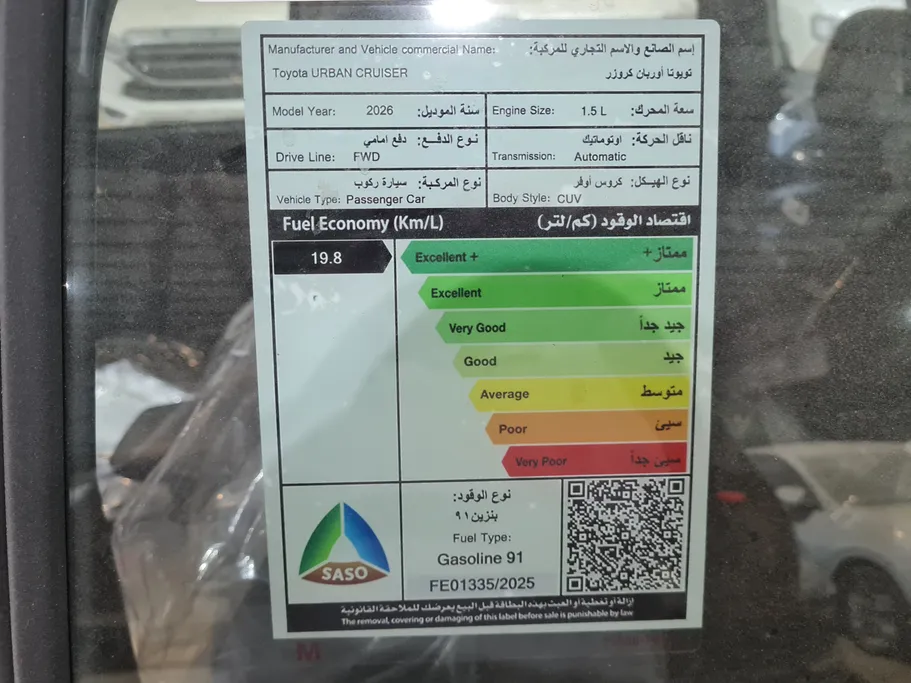 Manufacturer and Vehicle commercial Name: إسم الصانع والاسم التجاري للمركبة:
Toyota URBAN CRUISER تويوتا أوربان كروزر
Model Year: 2026 سنة الموديل:
Engine Size: 1.5 L سعة المحرك:
نوع الدفـــع: دفع امامي
Drive Line: FWD
ناقل الحركة: اوتوماتيك
Transmission: Automatic
نوع المركبة: سيارة ركوب
Vehicle Type: Passenger Car
نوع الهيـكل: كروس أوفر
Body Style: CUV
Fuel Economy (Km/L) اقتصاد الوقود (كم/لتر)
19.8
Excellent + ممتاز+
Excellent ممتاز
Very Good جيد جداً
Good جيد
Average متوسط
Poor سيئ
Very Poor سيئ جداً
SASO
نوع الوقود:
بنزين ٩١
Fuel Type:
Gasoline 91
FE01335/2025
إزالة أو تغطية أو العبث بهذه البطاقة قبل البيع يعرضك للملاحقة القانونية
The removal, covering or damaging of this label before sale is punishable by law
M